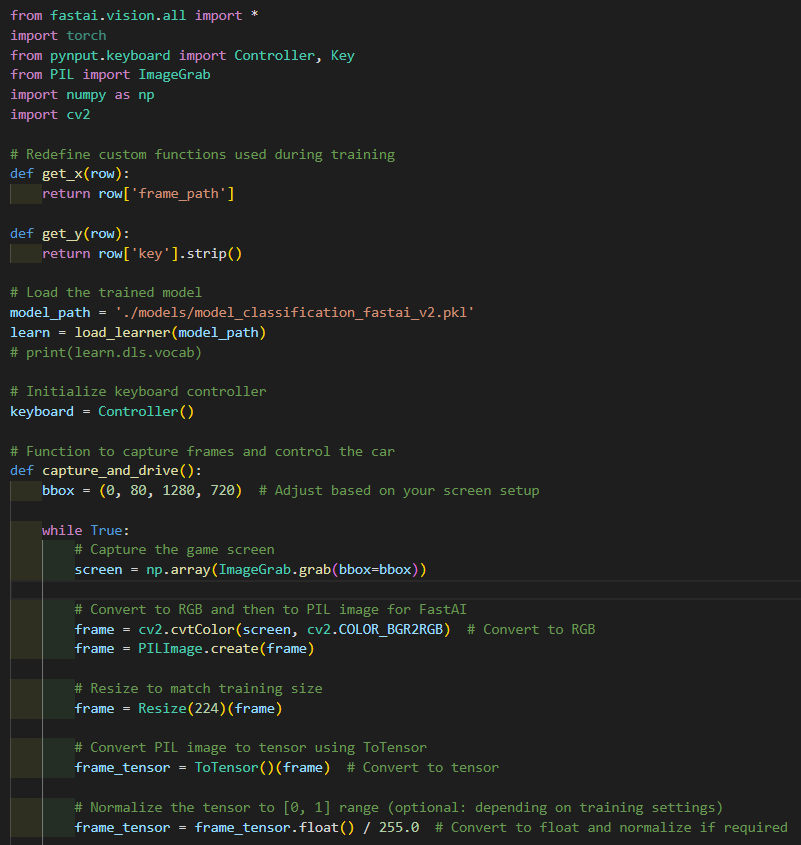 from fastai.vision.all import *
import torch
from pynput.keyboard import Controller, Key
from PIL import ImageGrab
import numpy as np
import cv2

# Redefine custom functions used during training
def get_x(row):
    return row['frame_path']

def get_y(row):
    return row['key'].strip()

# Load the trained model
model_path = './models/model_classification_fastai_v2.pkl'
learn = load_learner(model_path)
# print(learn.dls.vocab)

# Initialize keyboard controller
keyboard = Controller()

# Function to capture frames and control the car
def capture_and_drive():
    bbox = (0, 80, 1280, 720)  # Adjust based on your screen setup

    while True:
        # Capture the game screen
        screen = np.array(ImageGrab.grab(bbox=bbox))

        # Convert to RGB and then to PIL image for FastAI
        frame = cv2.cvtColor(screen, cv2.COLOR_BGR2RGB)  # Convert to RGB
        frame = PILImage.create(frame)

        # Resize to match training size
        frame = Resize(224)(frame)

        # Convert PIL image to tensor using ToTensor
        frame_tensor = ToTensor()(frame)  # Convert to tensor

        # Normalize the tensor to [0, 1] range (optional: depending on training settings)
        frame_tensor = frame_tensor.float() / 255.0  # Convert to float and normalize if required